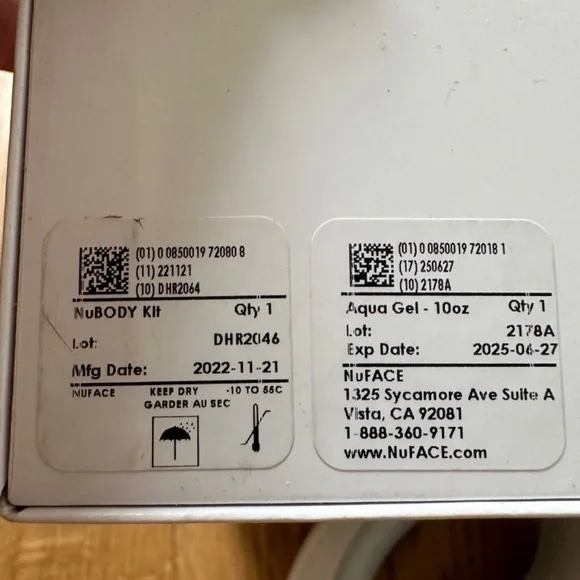 (01) 0 0850019 72080 8
(11) 221121
(10) DHR2064
NuBODY Kit Qty 1
Lot: DHR2046
Mfg Date: 2022-11-21
NUFACE KEEP DRY -10 TO 55C
GARDER AU SEC
(01) 0 0850019 72018 1
(17) 250627
(10) 2178A
Aqua Gel - 10oz Qty 1
Lot: 2178A
Exp Date: 2025-06-27
NuFACE
1325 Sycamore Ave Suite A
Vista, CA 92081
1-888-360-9171
www.NuFACE.com